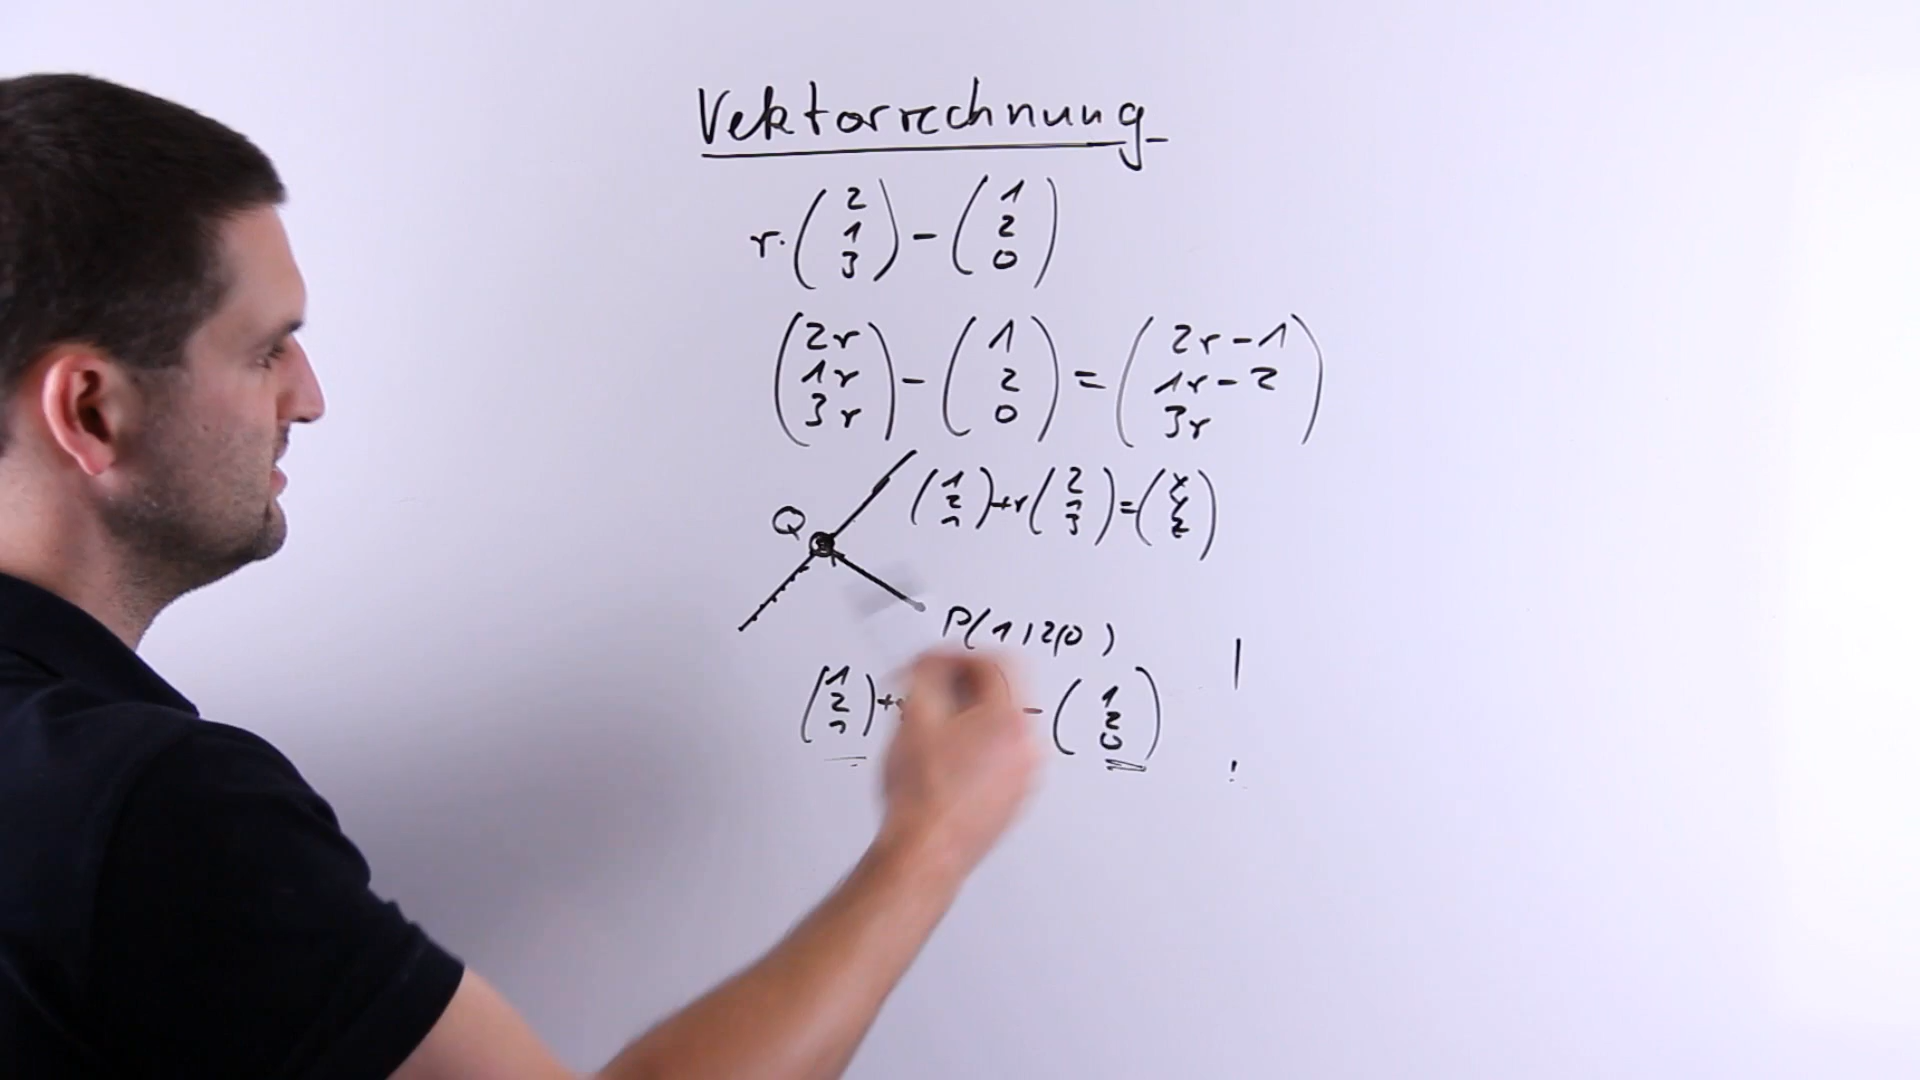 Vektorrechnung
r· (2 1 3) - (1 2 0)
(2r 1r 3r) - (1 2 0) = (2r-1 1r-2 3r)
(1 2 1) +r (2 1 3) = (x y z)
Q
P(1|2|0)
(1 2 1) + - (1 2 0)
!